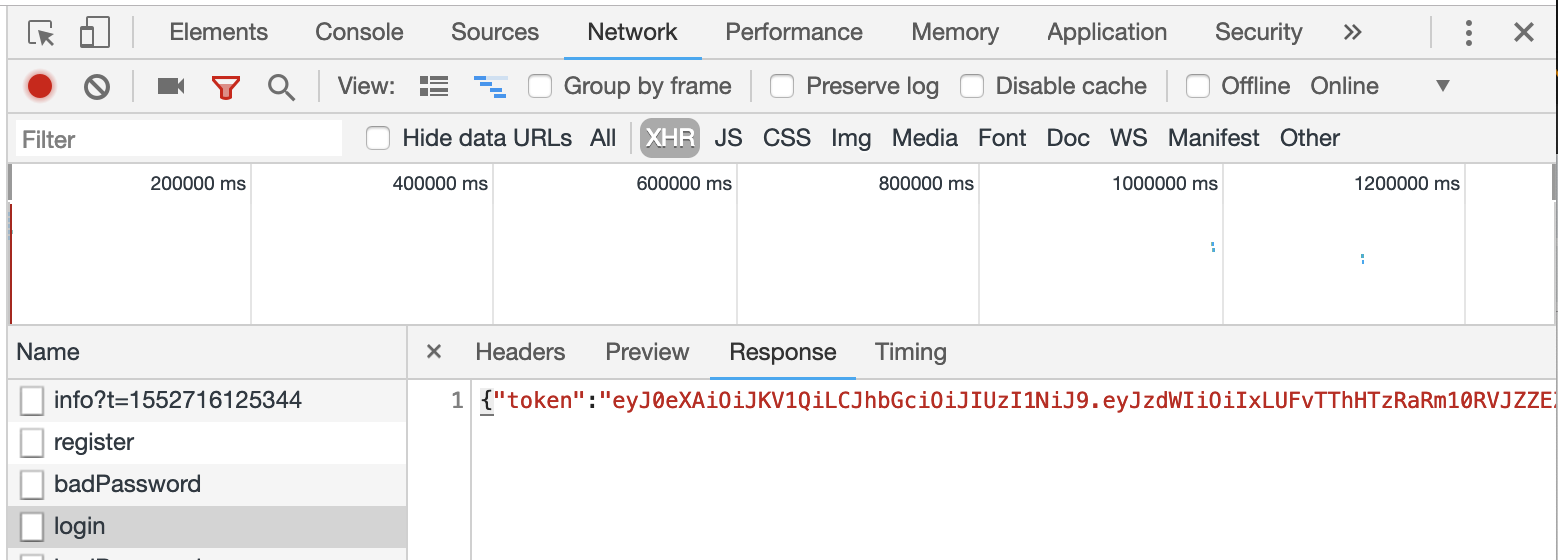 Elements Console Sources Network Performance Memory Application Security
View: Group by frame Preserve log Disable cache Offline Online
Filter Hide data URLs All XHR JS CSS Img Media Font Doc WS Manifest Other
200000 ms 400000 ms 600000 ms 800000 ms 1000000 ms 1200000 ms
Name × Headers Preview Response Timing
info?t=1552716125344 1 {"token":"eyJ0eXAiOiJKV1QiLCJhbGciOiJIUzI1NiJ9.eyJzdWIiOiIxLUFvTThHTzRaRm10RVJZZE
register
badPassword
login